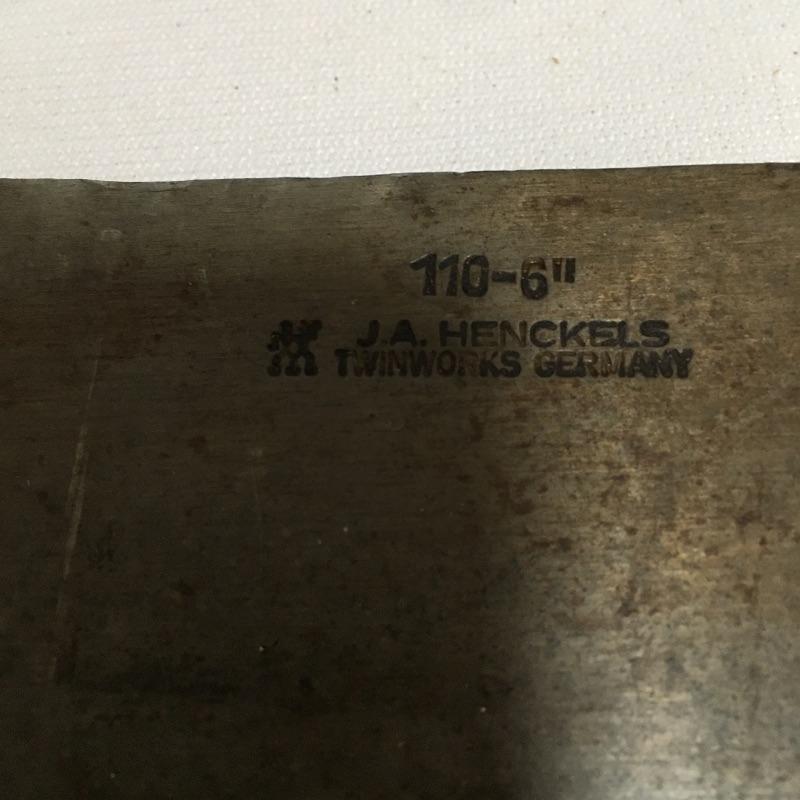 110-6"
J.A. HENCKELS
TWINWORKS GERMANY